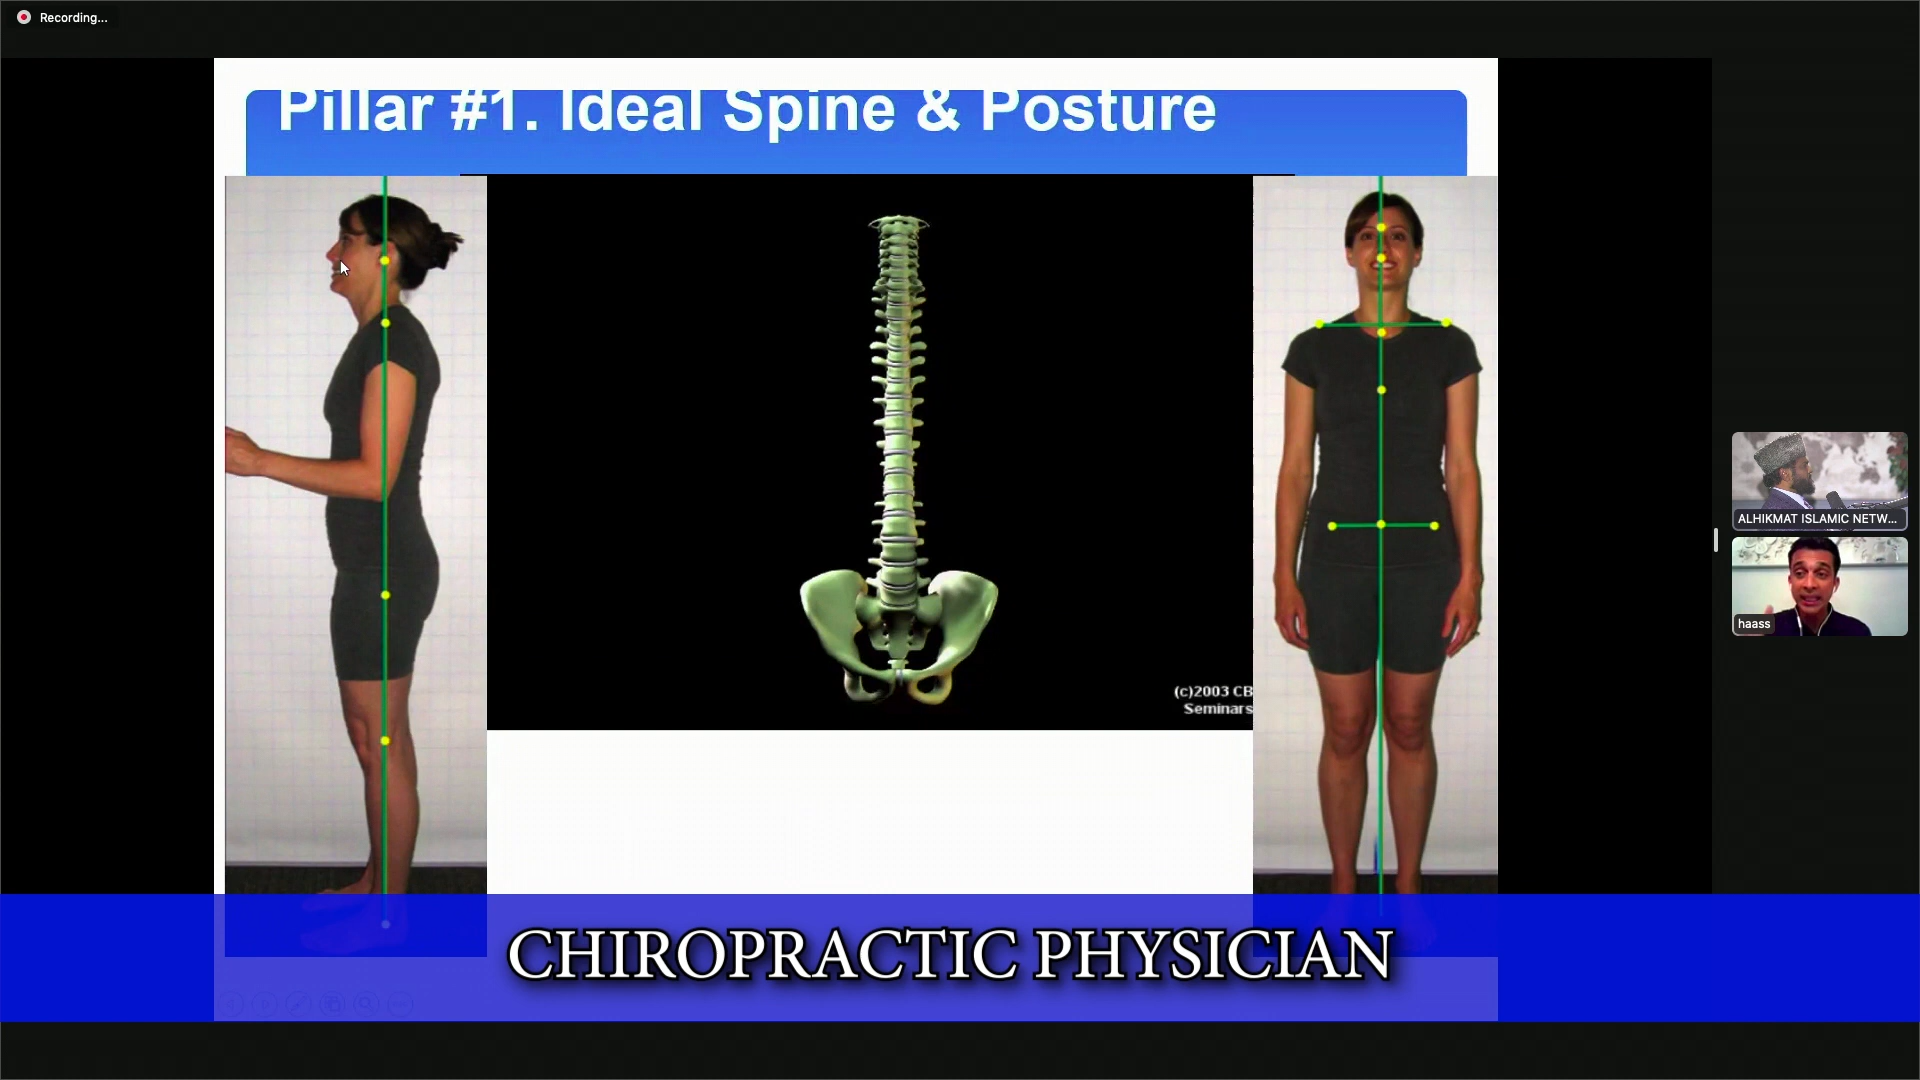 Recording...
Pillar #1. Ideal Spine & Posture
(c)2003 CB
Seminars
ALHIKMAT ISLAMIC NETW...
haass
CHIROPRACTIC PHYSICIAN